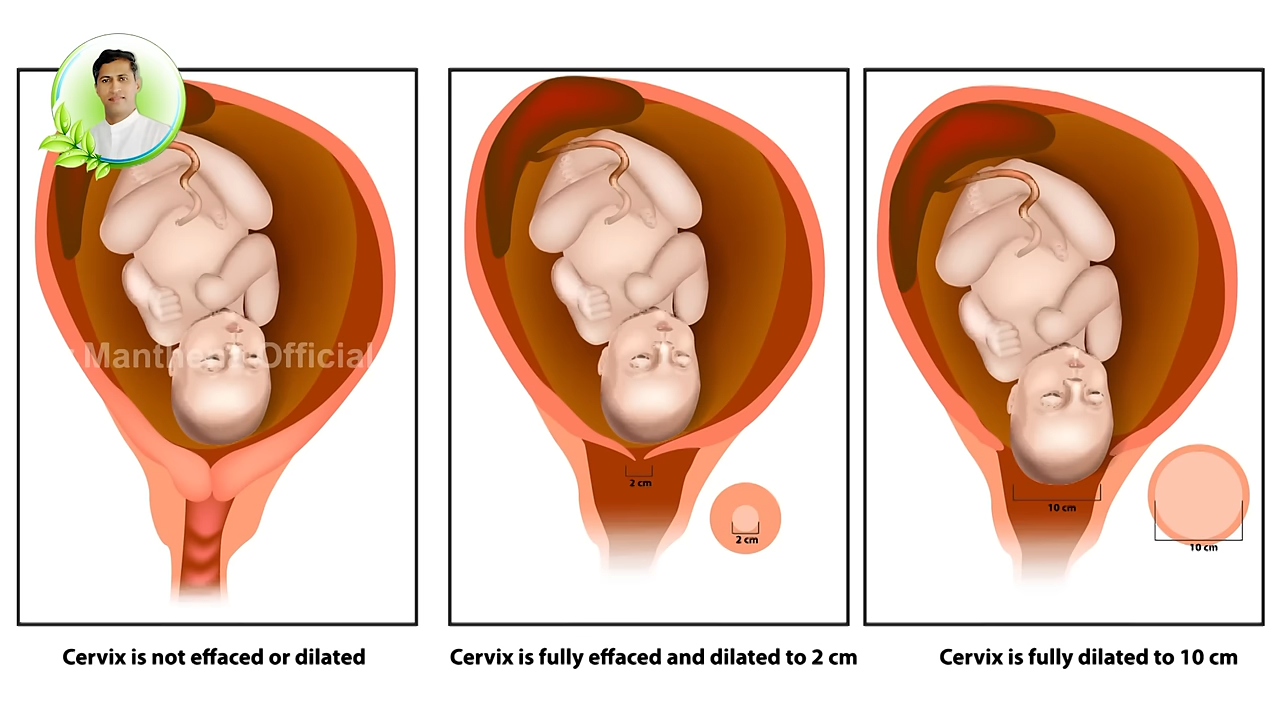 Official
2 cm
2 cm
10 cm
10 cm
Cervix is not effaced or dilated
Cervix is fully effaced and dilated to 2 cm
Cervix is fully dilated to 10 cm